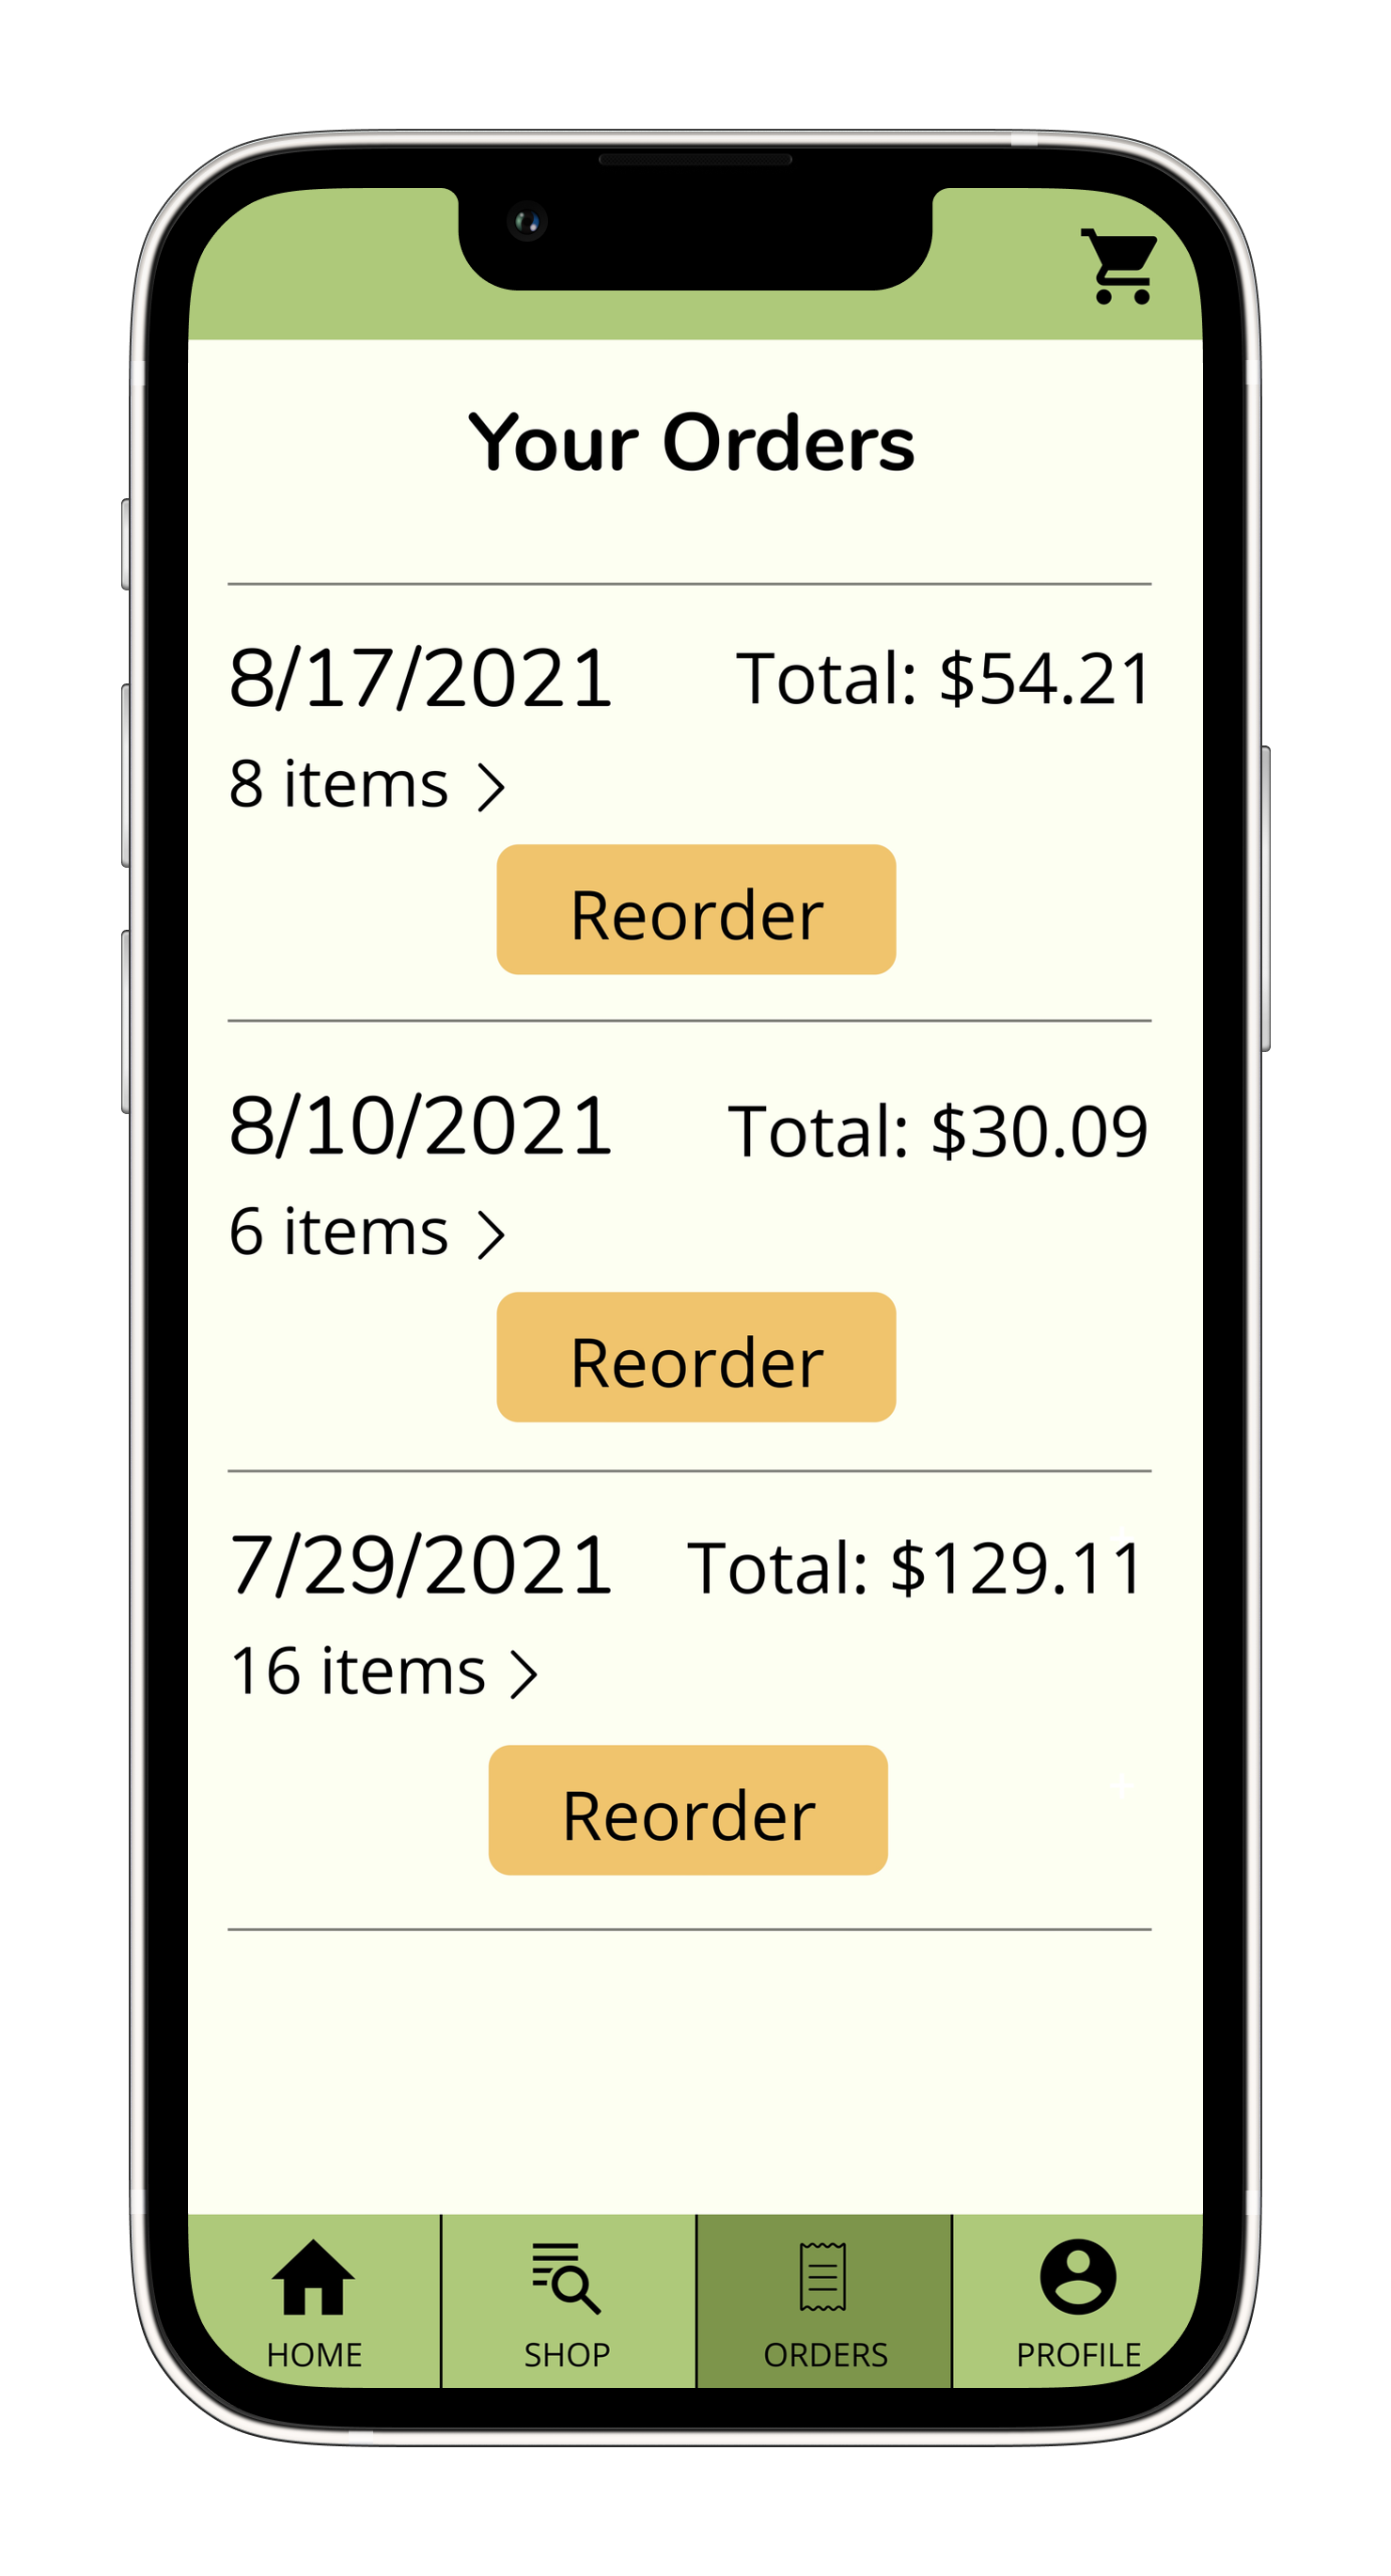 Your Orders
8/17/2021 Total: $54.21
8 items
Reorder
8/10/2021 Total: $30.09
6 items
Reorder
7/29/2021 Total: $129.11
16 items
Reorder
HOME SHOP ORDERS PROFILE